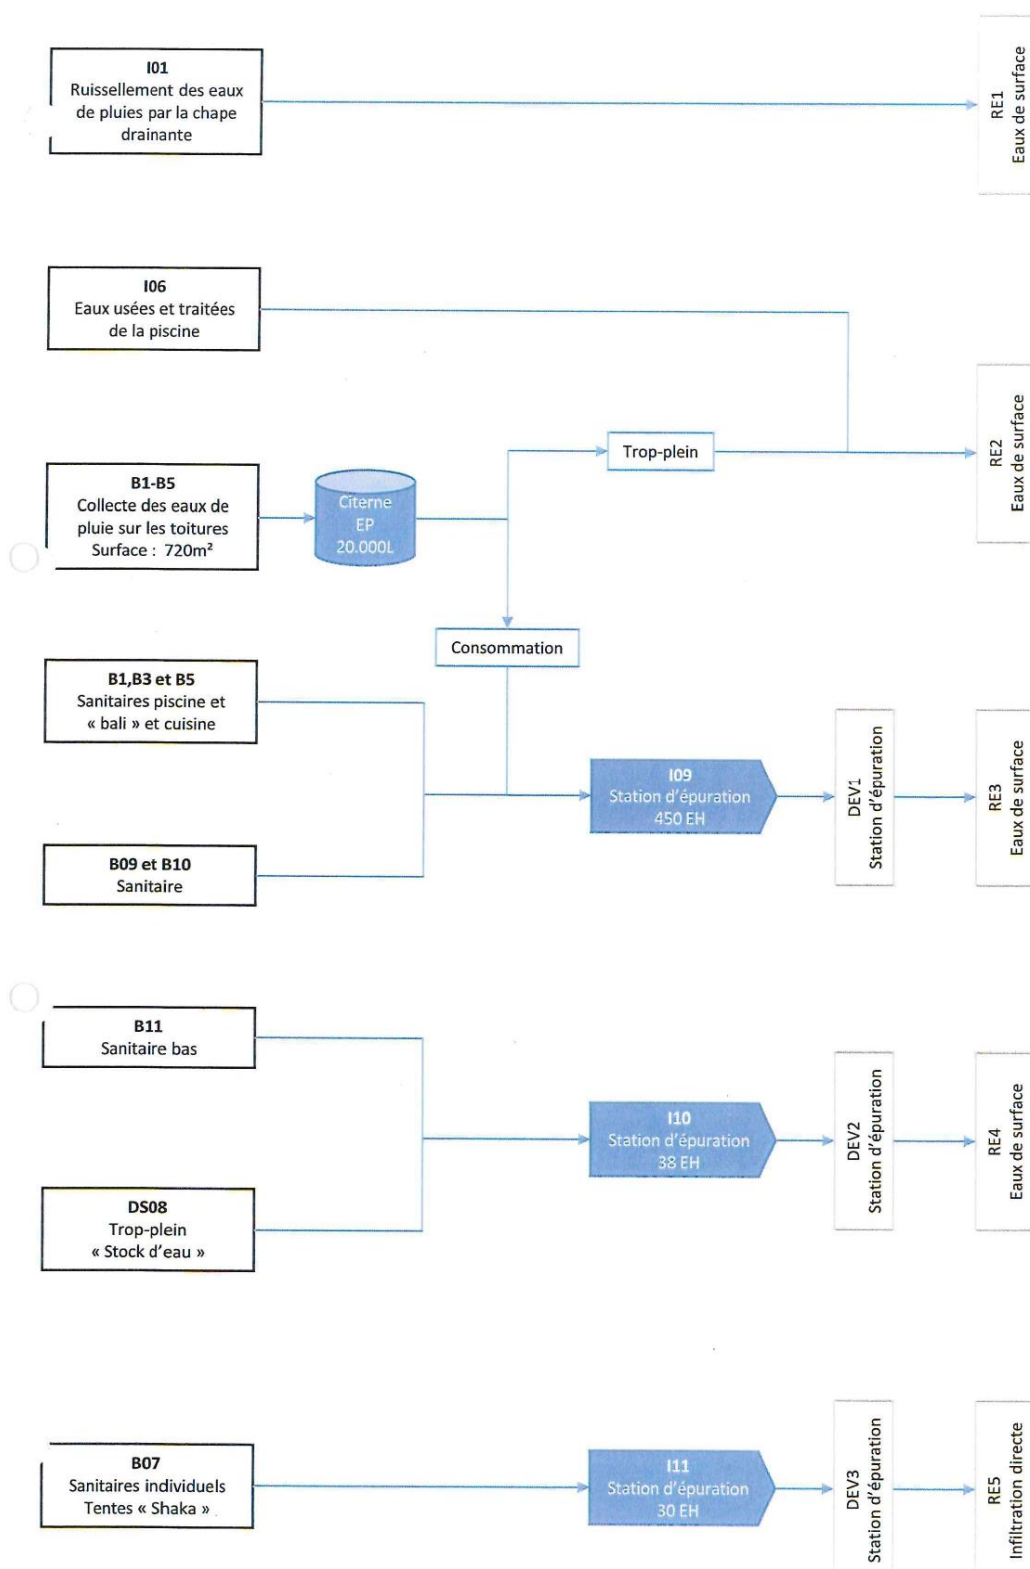 I01
Ruissellement des eaux
de pluies par la chape
drainante
RE1
Eaux de surface
I06
Eaux usées et traitées
de la piscine
B1-B5
Collecte des eaux de
pluie sur les toitures
Surface : 720m²
Citerne
EP
20.000L
Trop-plein
RE2
Eaux de surface
Consommation
B1,B3 et B5
Sanitaires piscine et
« bali » et cuisine
B09 et B10
Sanitaire
I09
Station d'épuration
450 EH
DEV1
Station d'épuration
RE3
Eaux de surface
B11
Sanitaire bas
DS08
Trop-plein
« Stock d'eau »
I10
Station d'épuration
38 EH
DEV2
Station d'épuration
RE4
Eaux de surface
B07
Sanitaires individuels
Tentes « Shaka »
I11
Station d'épuration
30 EH
DEV3
Station d'épuration
RE5
Infiltration directe